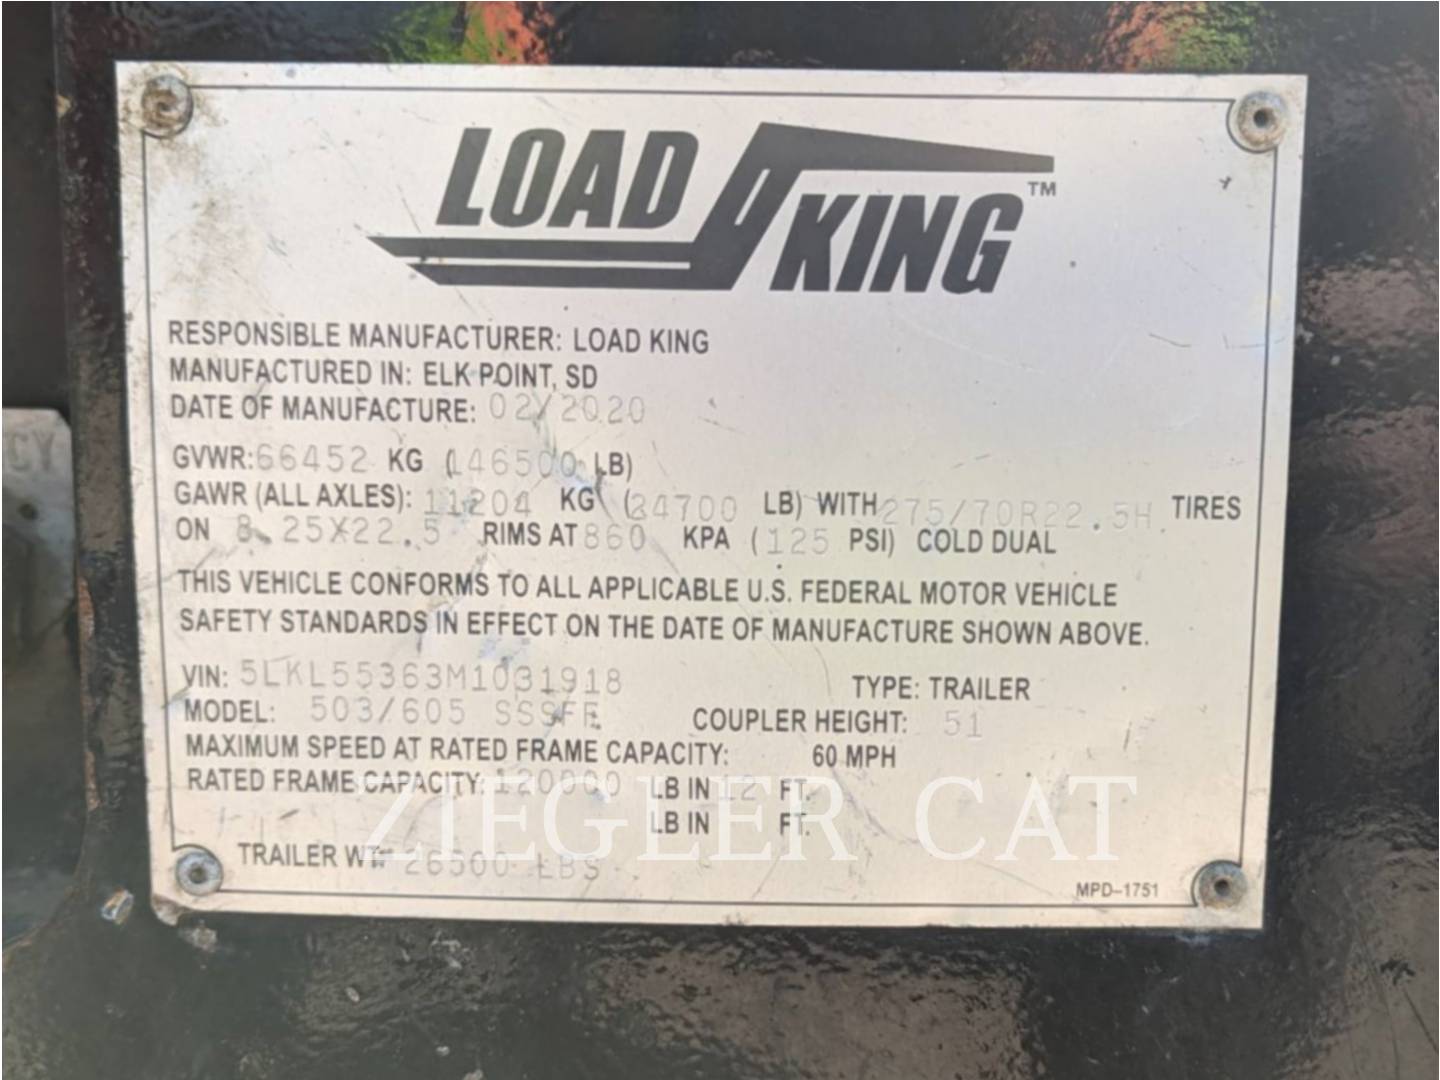 LOAD KING™
RESPONSIBLE MANUFACTURER: LOAD KING
MANUFACTURED IN: ELK POINT, SD
DATE OF MANUFACTURE: 02/2020
GVWR: 66452 KG (146500 LB)
GAWR (ALL AXLES): 11204 KG (24700 LB) WITH 275/70R22.5H TIRES
ON 8.25X22.5 RIMS AT 860 KPA (125 PSI) COLD DUAL
THIS VEHICLE CONFORMS TO ALL APPLICABLE U.S. FEDERAL MOTOR VEHICLE
SAFETY STANDARDS IN EFFECT ON THE DATE OF MANUFACTURE SHOWN ABOVE.
VIN: 5LKL55363M1031918 TYPE: TRAILER
MODEL: 503/605 SSSFF COUPLER HEIGHT: 51
MAXIMUM SPEED AT RATED FRAME CAPACITY: 60 MPH
RATED FRAME CAPACITY: 120000 LB IN 12 FT.
LB IN FT.
ZIEGLER CAT
TRAILER WT: 26500 LBS
MPD-1751
CY